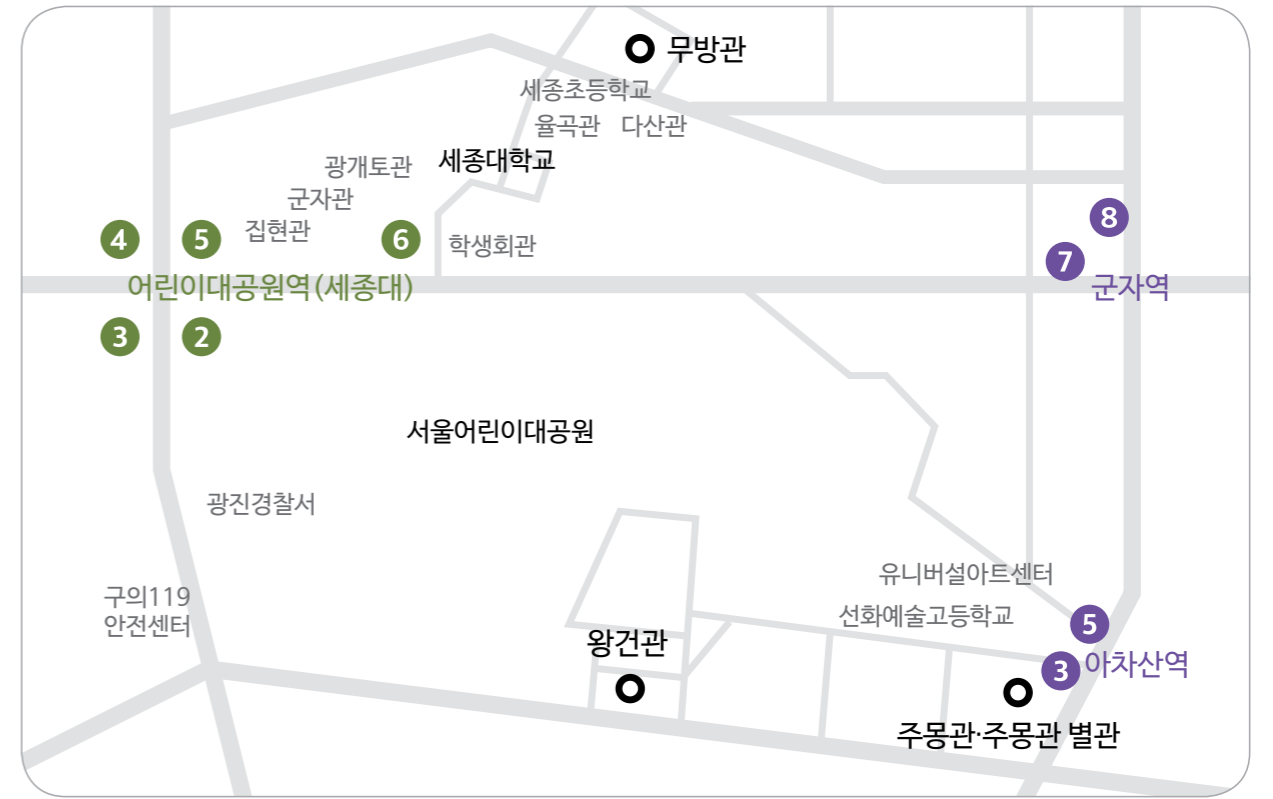 무방관
세종초등학교
율곡관 다산관
광개토관
세종대학교
군자관
집현관
학생회관
4
5
6
8
7
어린이대공원역(세종대)
군자역
3
2
서울어린이대공원
광진경찰서
유니버설아트센터
구의119
안전센터
선화예술고등학교
5
왕건관
3
아차산역
주몽관·주몽관 별관